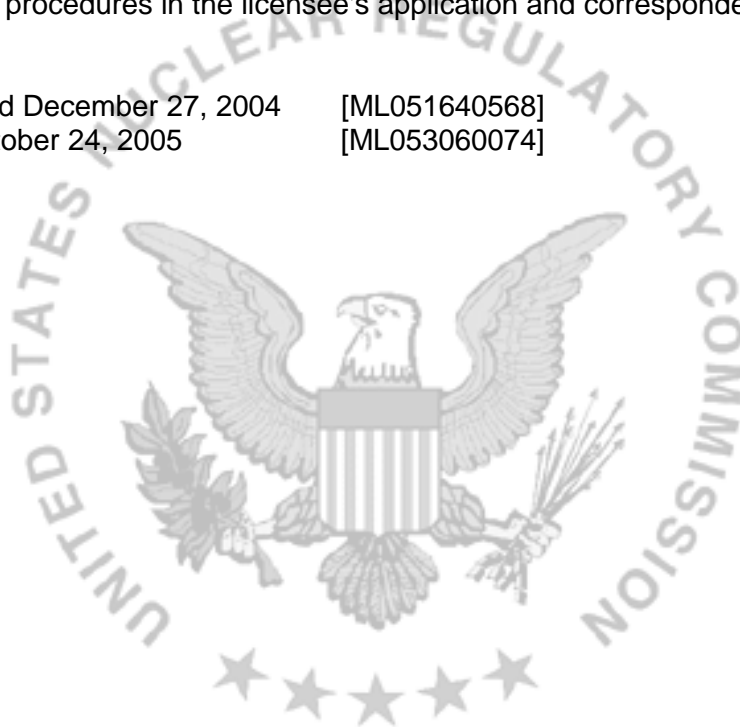 procedures in the licensee's application and corresponde
d December 27, 2004 [ML051640568]
ober 24, 2005 [ML053060074]
UNITED STATES NUCLEAR REGULATORY COMMISSION